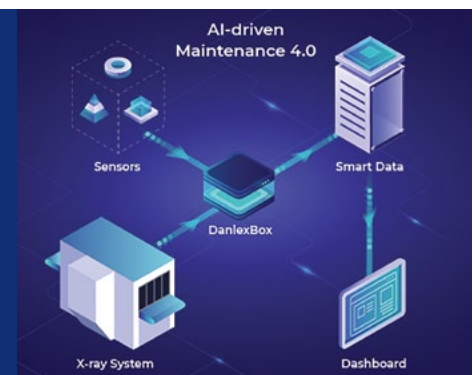 AI-driven
Maintenance 4.0
Sensors
Smart Data
DanlexBox
X-ray System
Dashboard